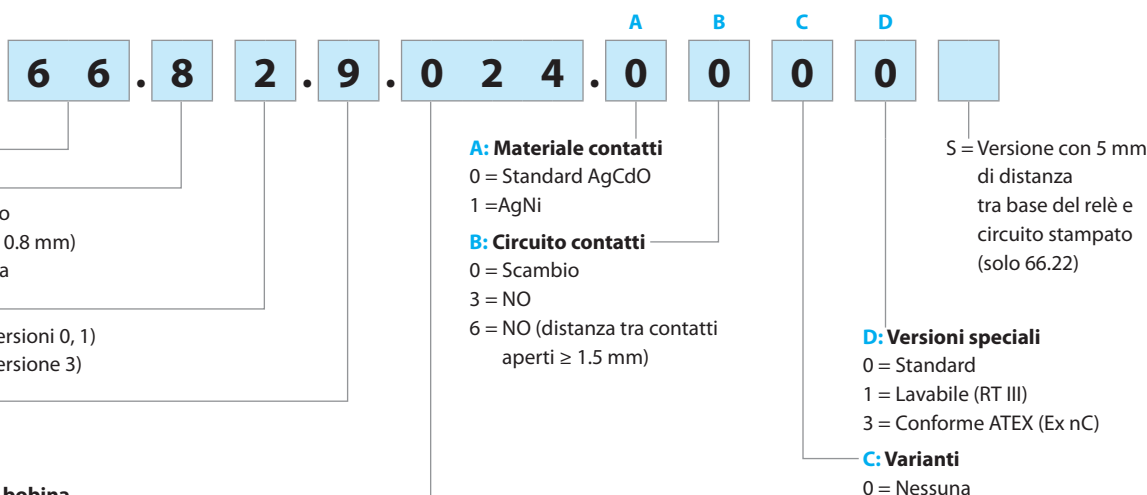 A B C D
6 6 . 8 2 . 9 . 0 2 4 . 0 0 0 0
o
0.8 mm)
a
ersioni 0, 1)
ersione 3)
bobina
A: Materiale contatti
0 = Standard AgCdO
1 =AgNi
B: Circuito contatti
0 = Scambio
3 = NO
6 = NO (distanza tra contatti
aperti ≥ 1.5 mm)
S = Versione con 5 mm
di distanza
tra base del relè e
circuito stampato
(solo 66.22)
D: Versioni speciali
0 = Standard
1 = Lavabile (RT III)
3 = Conforme ATEX (Ex nC)
C: Varianti
0 = Nessuna